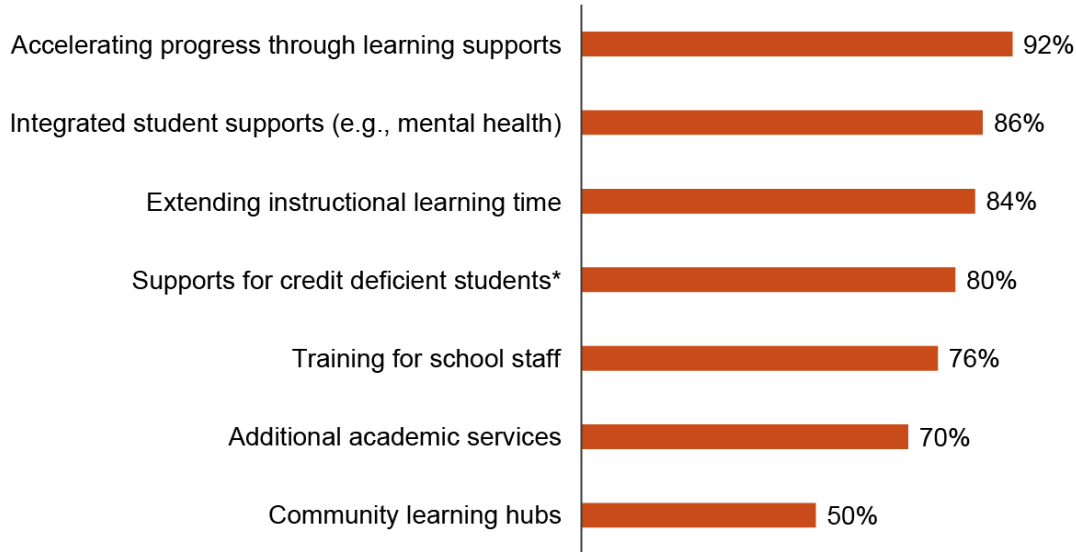 Accelerating progress through learning supports 92%
Integrated student supports (e.g., mental health) 86%
Extending instructional learning time 84%
Supports for credit deficient students* 80%
Training for school staff 76%
Additional academic services 70%
Community learning hubs 50%